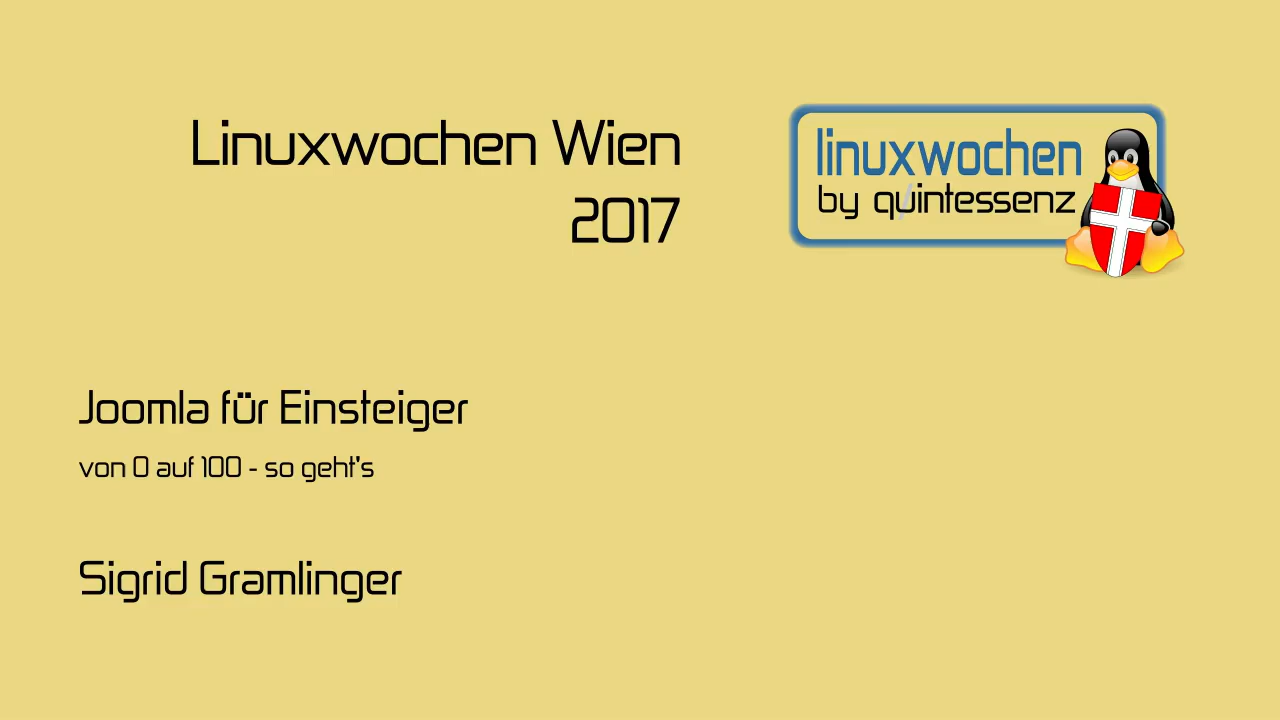 Linuxwochen Wien
2017
linuxwochen
by quintessenz
Joomla für Einsteiger
von 0 auf 100 - so geht's
Sigrid Gramlinger